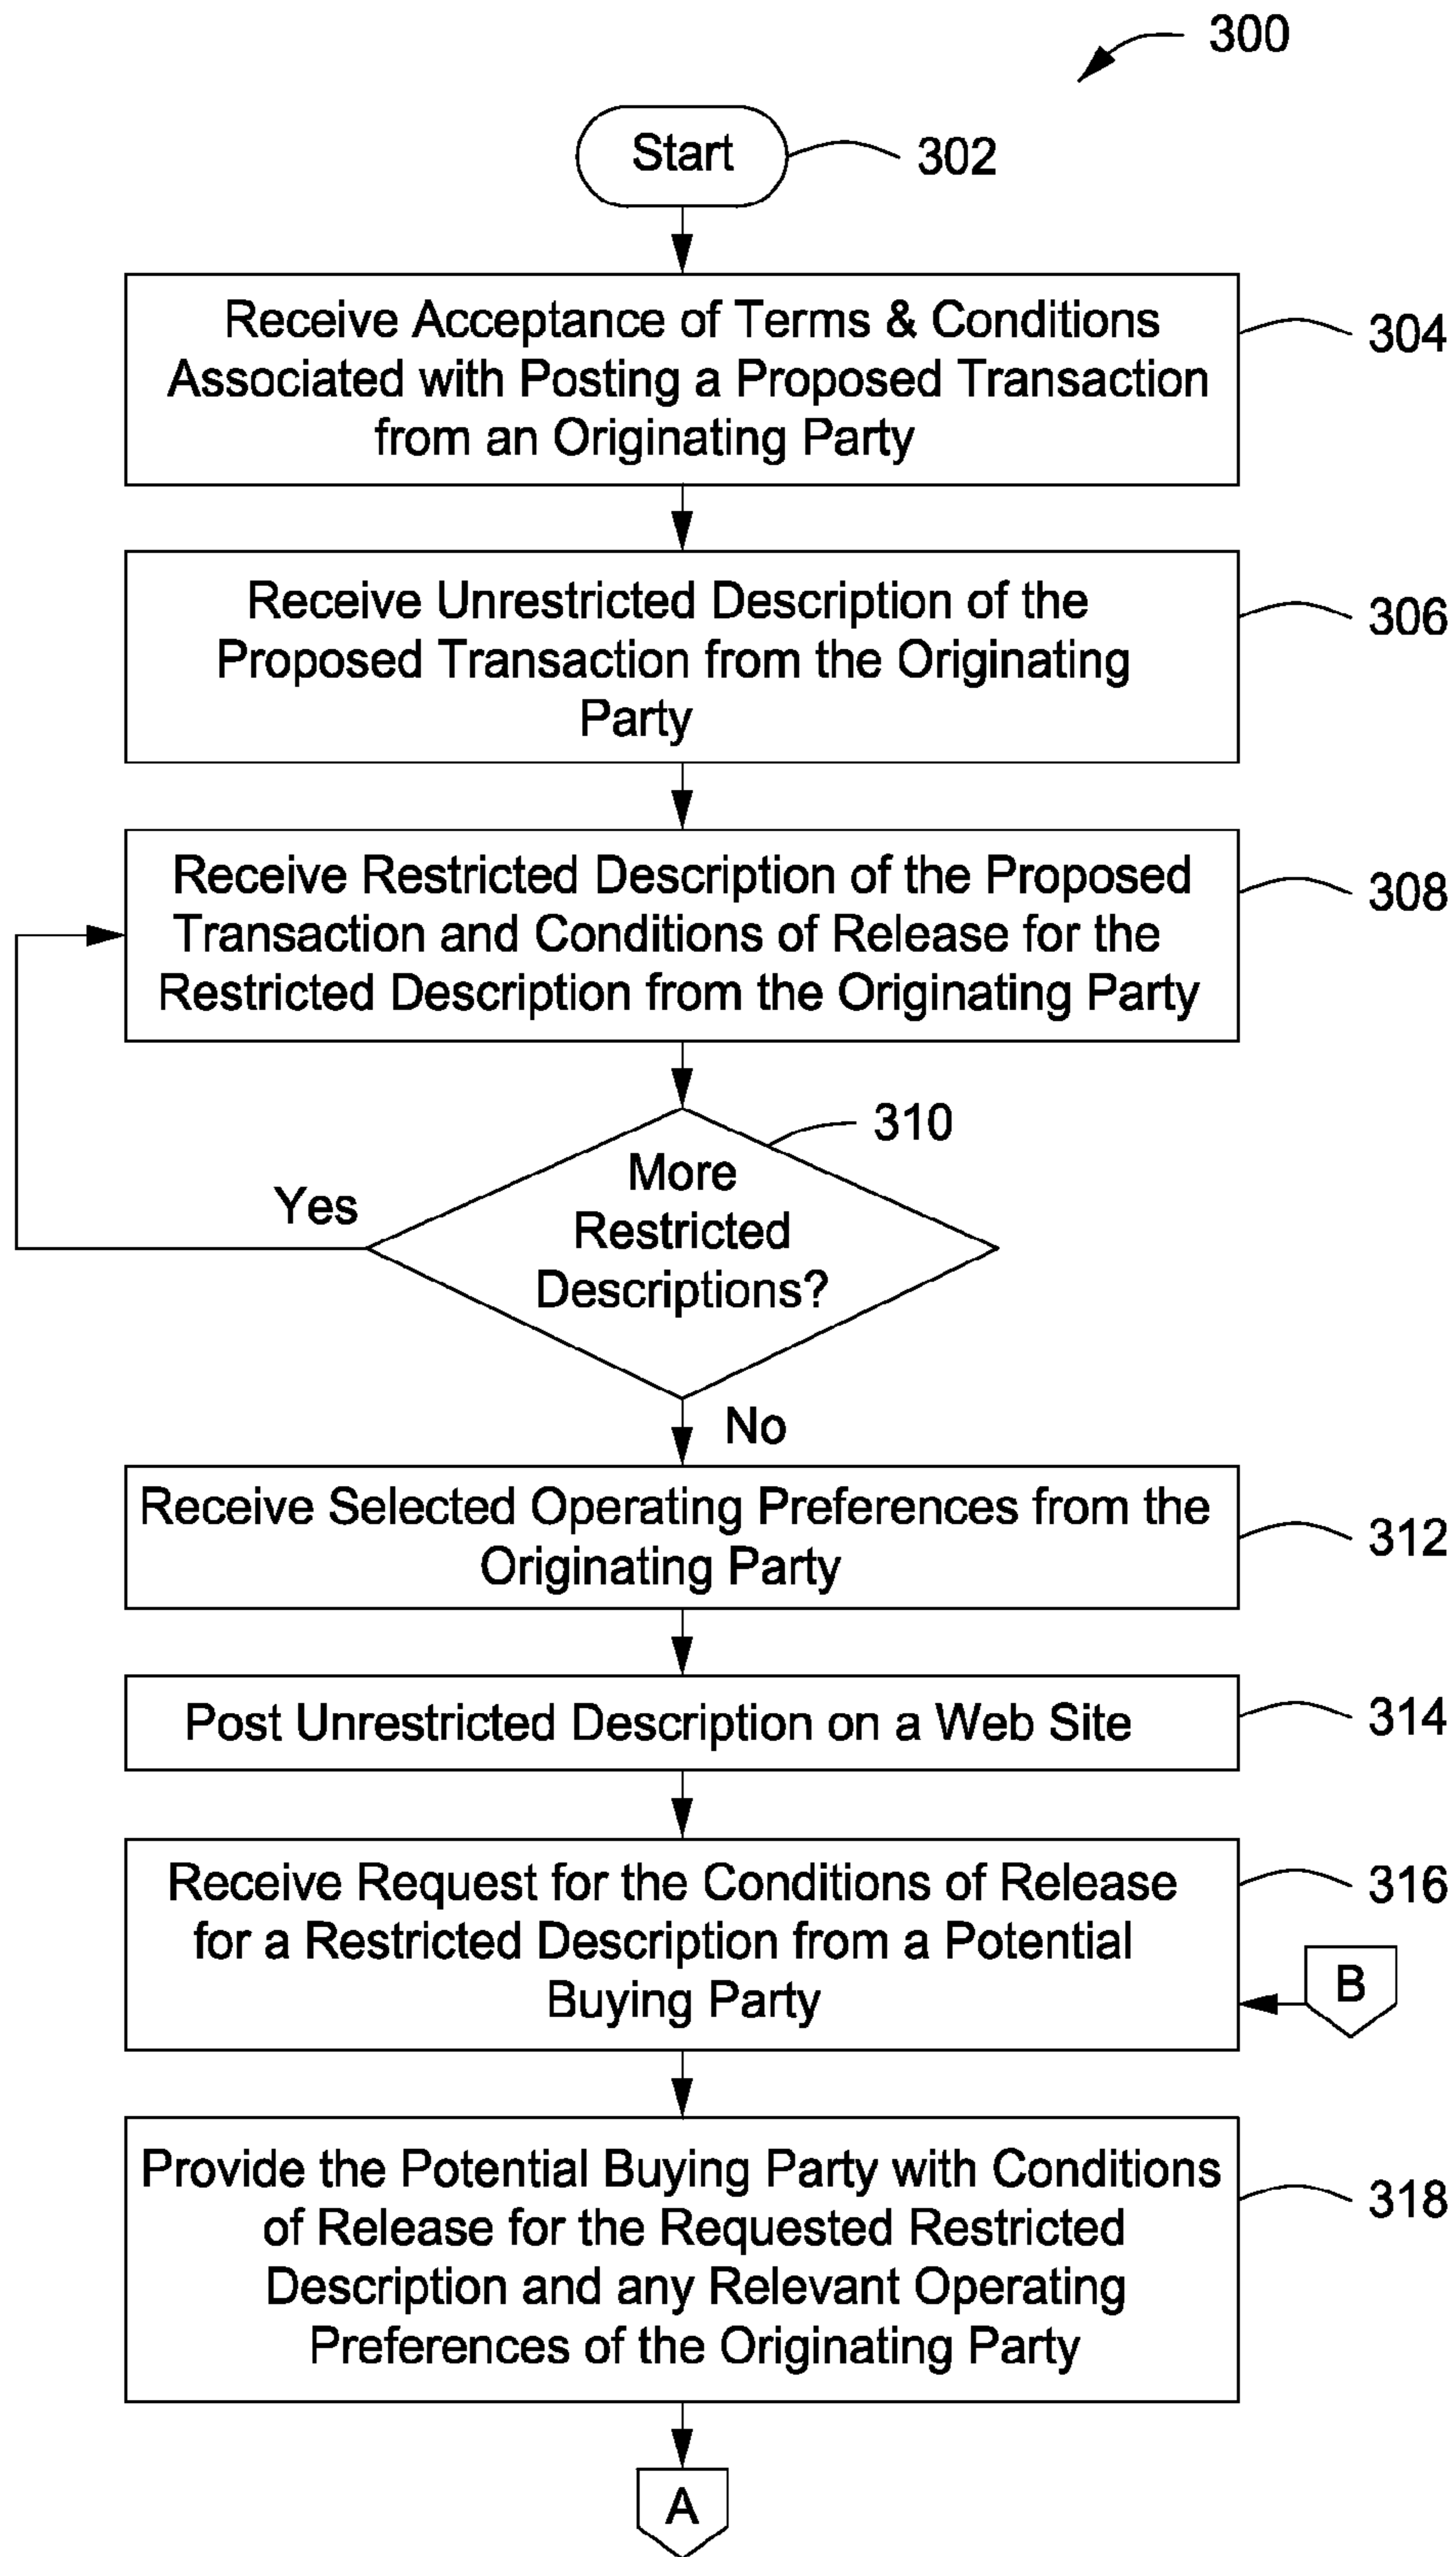 300
Start
302
Receive Acceptance of Terms & Conditions
Associated with Posting a Proposed Transaction
from an Originating Party
304
Receive Unrestricted Description of the
Proposed Transaction from the Originating
Party
306
Receive Restricted Description of the Proposed
Transaction and Conditions of Release for the
Restricted Description from the Originating Party
308
310
More
Restricted
Descriptions?
Yes
No
Receive Selected Operating Preferences from the
Originating Party
312
Post Unrestricted Description on a Web Site
314
Receive Request for the Conditions of Release
for a Restricted Description from a Potential
Buying Party
316
B
Provide the Potential Buying Party with Conditions
of Release for the Requested Restricted
Description and any Relevant Operating
Preferences of the Originating Party
318
A